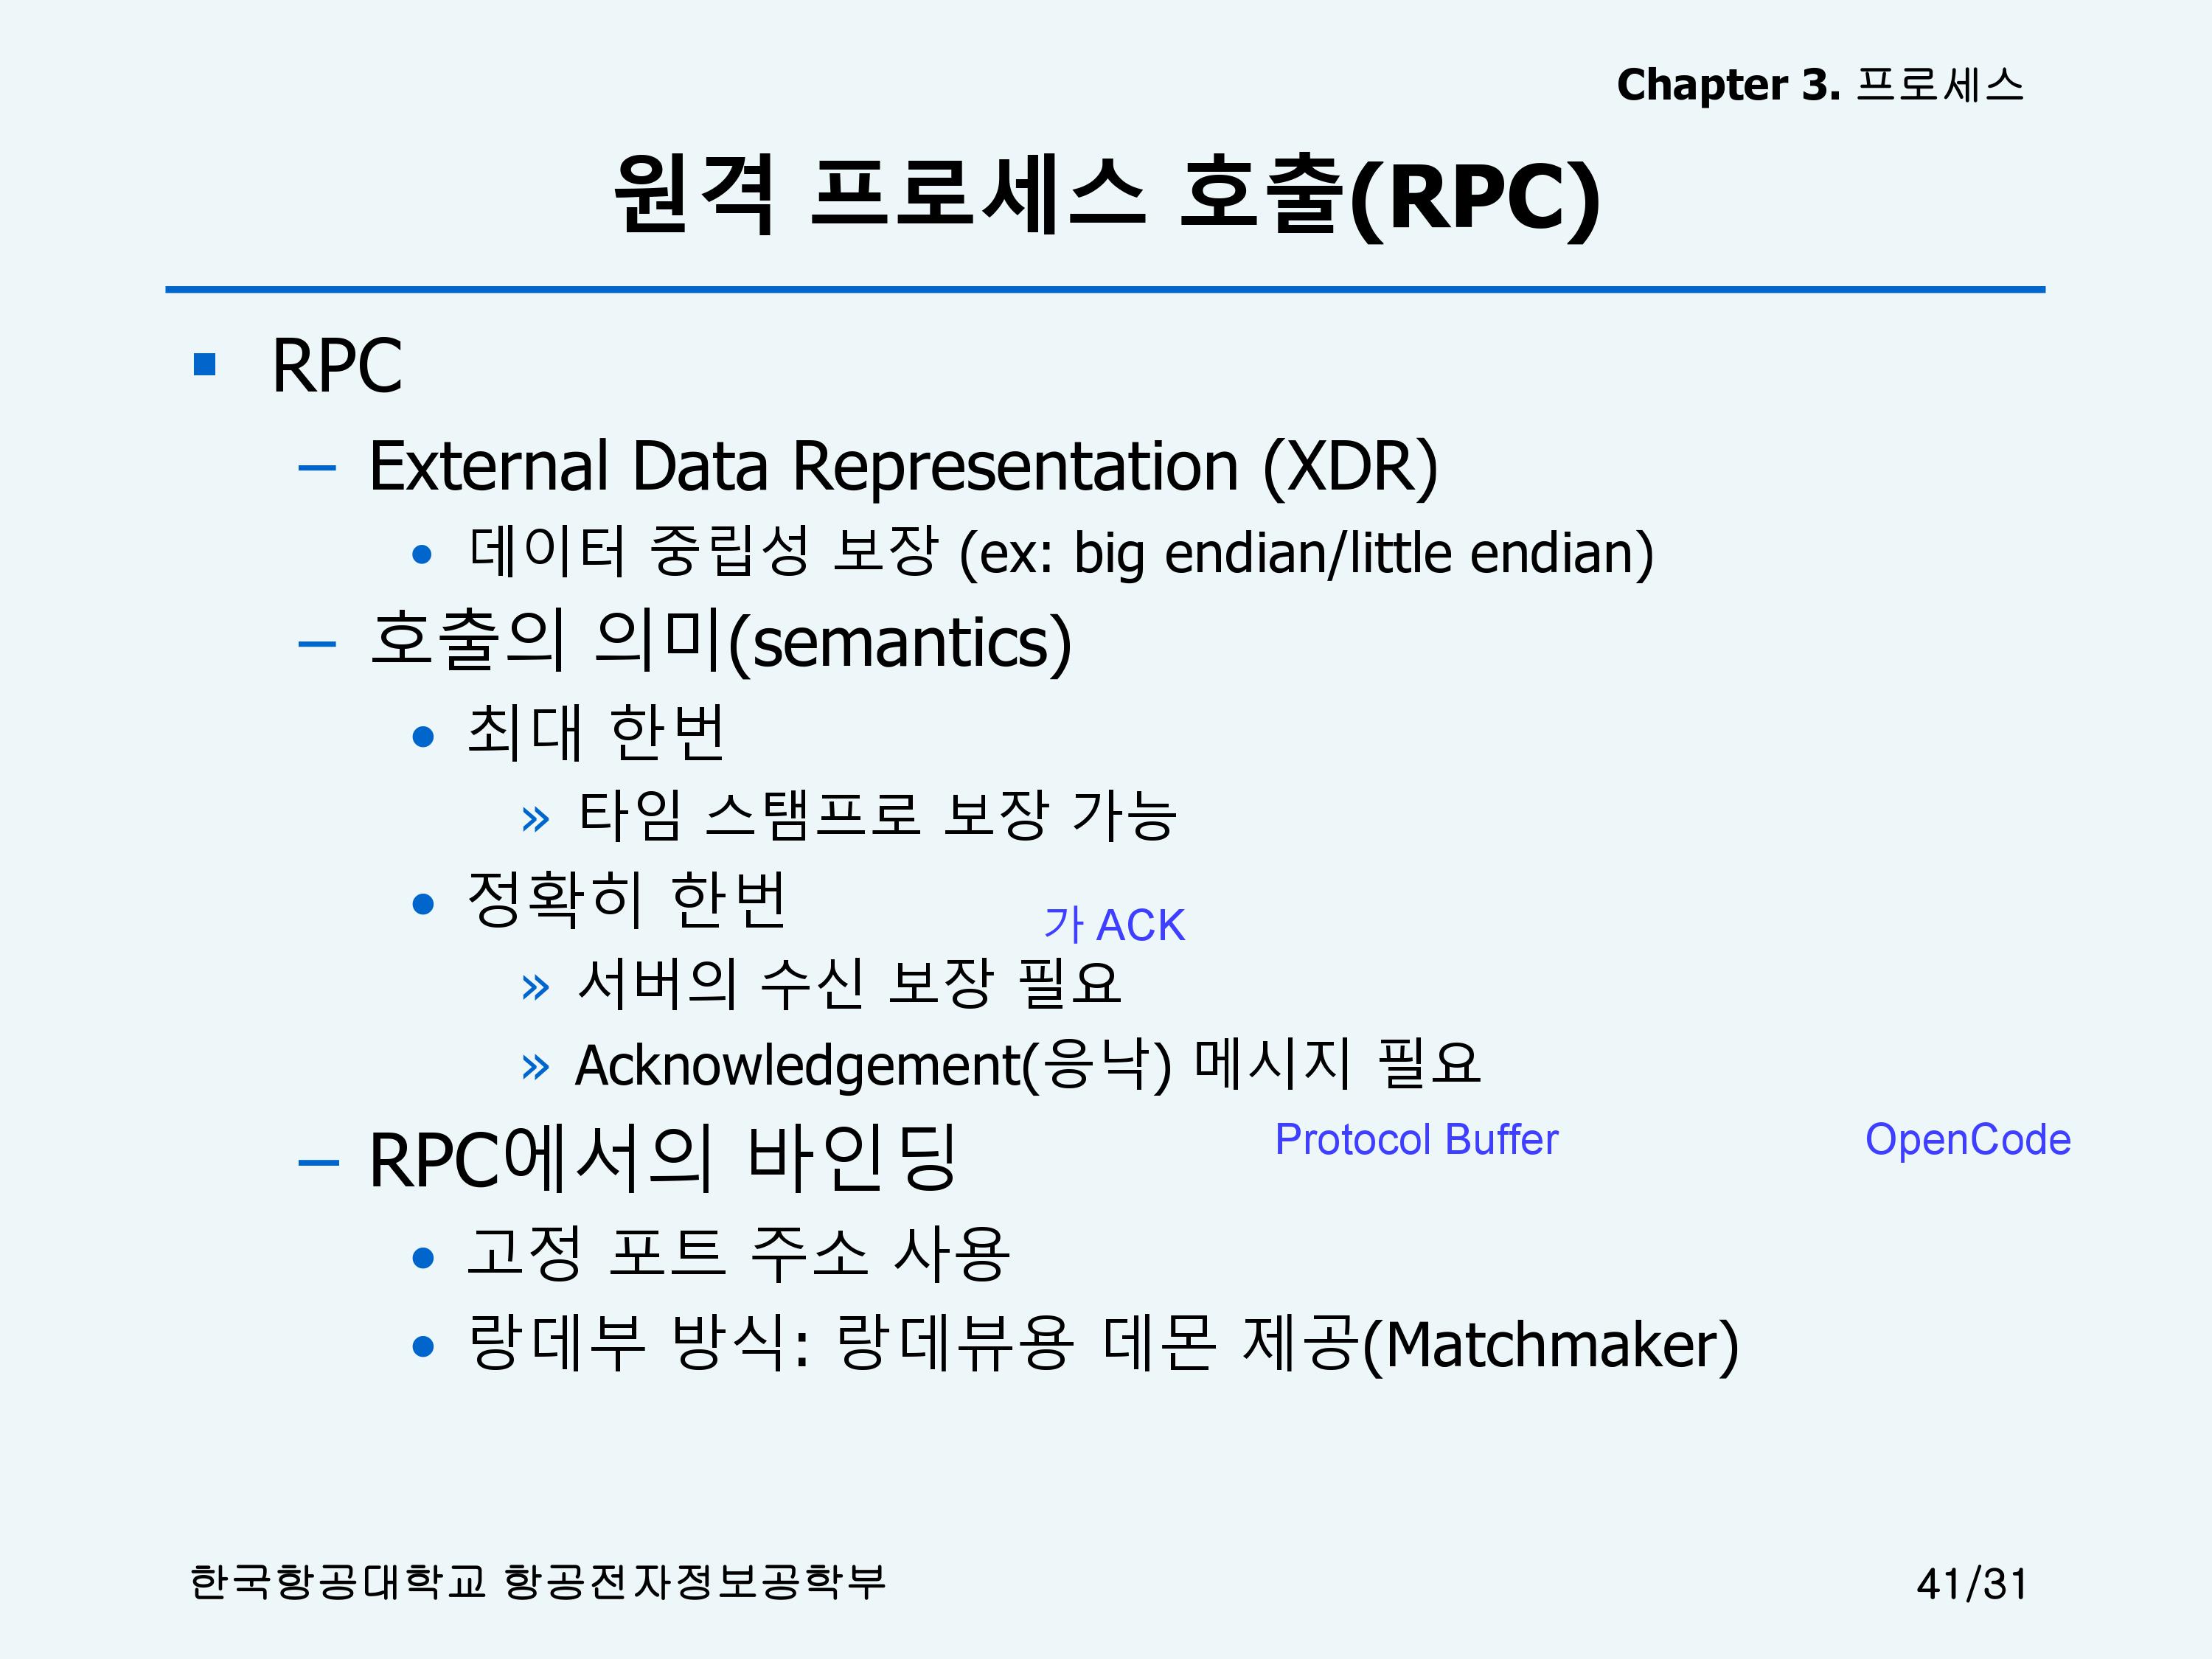 Chapter 3. 프로세스
원격 프로세스 호출(RPC)
RPC
– External Data Representation (XDR)
• 데이터 중립성 보장 (ex: big endian/little endian)
– 호출의 의미(semantics)
• 최대 한번
» 타임 스탬프로 보장 가능
• 정확히 한번
가 ACK
» 서버의 수신 보장 필요
» Acknowledgement(응낙) 메시지 필요
– RPC에서의 바인딩
Protocol Buffer
OpenCode
• 고정 포트 주소 사용
• 랑데부 방식: 랑데뷰용 데몬 제공(Matchmaker)
한국항공대학교 항공전자정보공학부
41/31